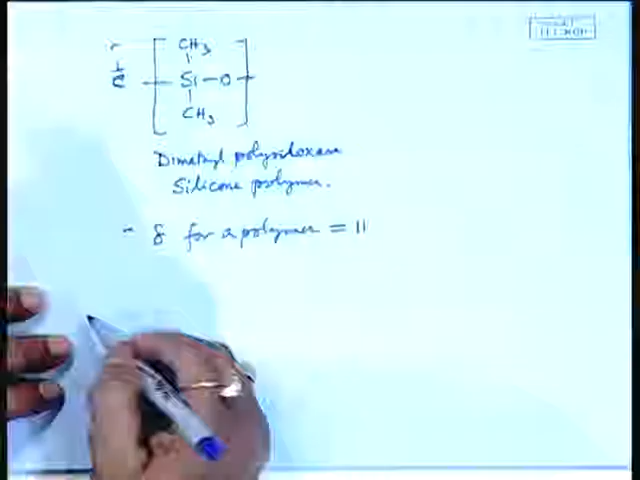 CH3
C
Si—O
CH3
Dimethyl polysiloxane
Silicone polymer.
- δ for a polymer = 11